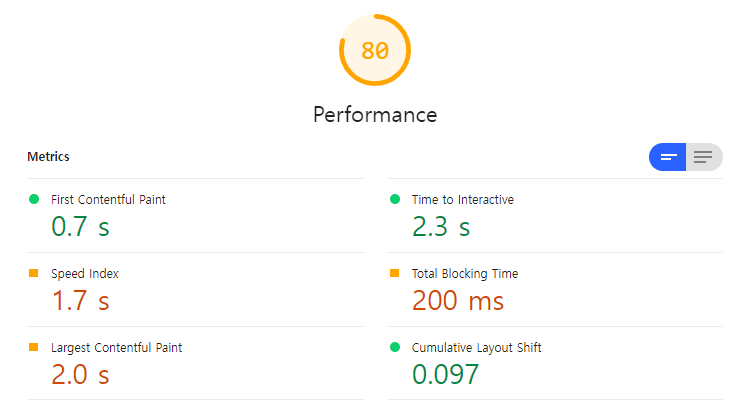 80
Performance
Metrics
First Contentful Paint
0.7 s
Time to Interactive
2.3 s
Speed Index
1.7 s
Total Blocking Time
200 ms
Largest Contentful Paint
2.0 s
Cumulative Layout Shift
0.097